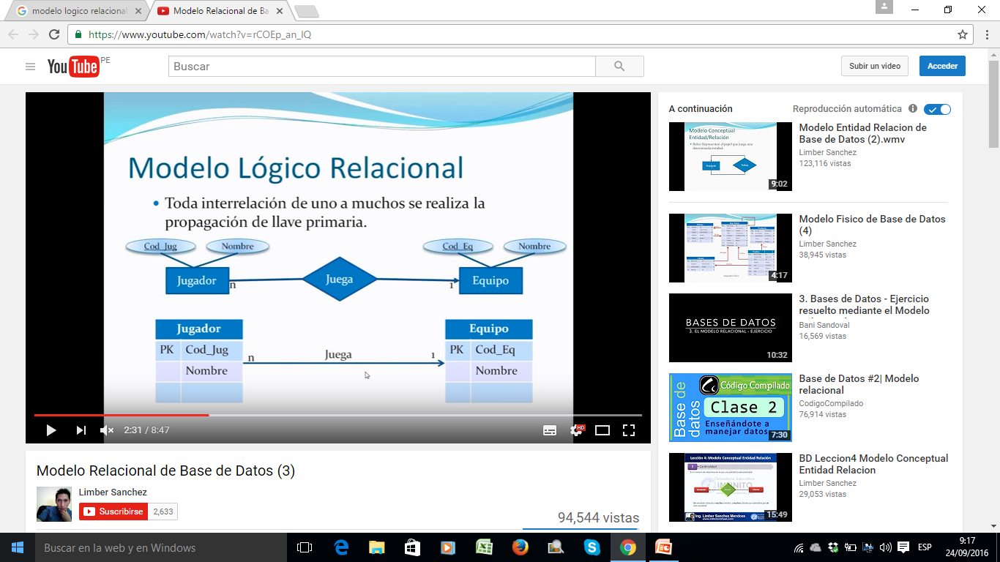 modelo logico relacional
Modelo Relacional de Ba
https://www.youtube.com/watch?v=rCOEp_an_lQ
YouTube PE
Buscar
Subir un video
Acceder
Modelo Lógico Relacional
• Toda interrelación de uno a muchos se realiza la
propagación de llave primaria.
Cod_Jug Nombre Cod_Eq Nombre
Jugador n Juega 1 Equipo
Jugador Equipo
PK Cod_Jug n Juega 1 PK Cod_Eq
Nombre Nombre
2:31 / 8:47
HD
Modelo Relacional de Base de Datos (3)
Limber Sanchez
Suscribirse 2,633
94,544 vistas
A continuación
Reproducción automática
Modelo Conceptual
Entidad/Relación
9:02
Modelo Entidad Relacion de
Base de Datos (2).wmv
Limber Sanchez
123,116 vistas
4:17
Modelo Fisico de Base de Datos
(4)
Limber Sanchez
38,945 vistas
BASES DE DATOS
3. EL MODELO RELACIONAL - EJERCICIO
10:32
3. Bases de Datos - Ejercicio
resuelto mediante el Modelo
Bani Sandoval
16,569 vistas
Base de
datos
Código Compilado
Clase 2
Enseñándote a
manejar datos
7:30
Base de Datos #2| Modelo
relacional
CodigoCompilado
76,914 vistas
Lección 4: Modelo Conceptual Entidad Relación
INFINITO
Ing. Limber Sanchez Mendoza
15:49
BD Leccion4 Modelo Conceptual
Entidad Relacion
Limber Sanchez
29,053 vistas
Buscar en la web y en Windows
ESP
9:17
24/09/2016